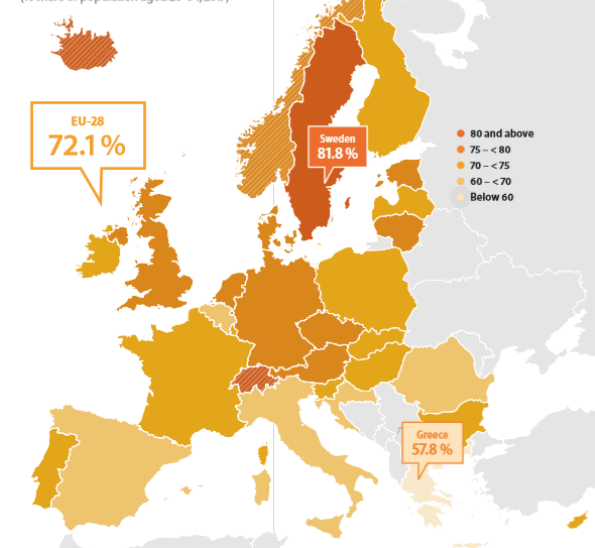 EU-28
72.1 %
Sweden
81.8 %
80 and above
75 – < 80
70 – < 75
60 – < 70
Below 60
Greece
57.8 %